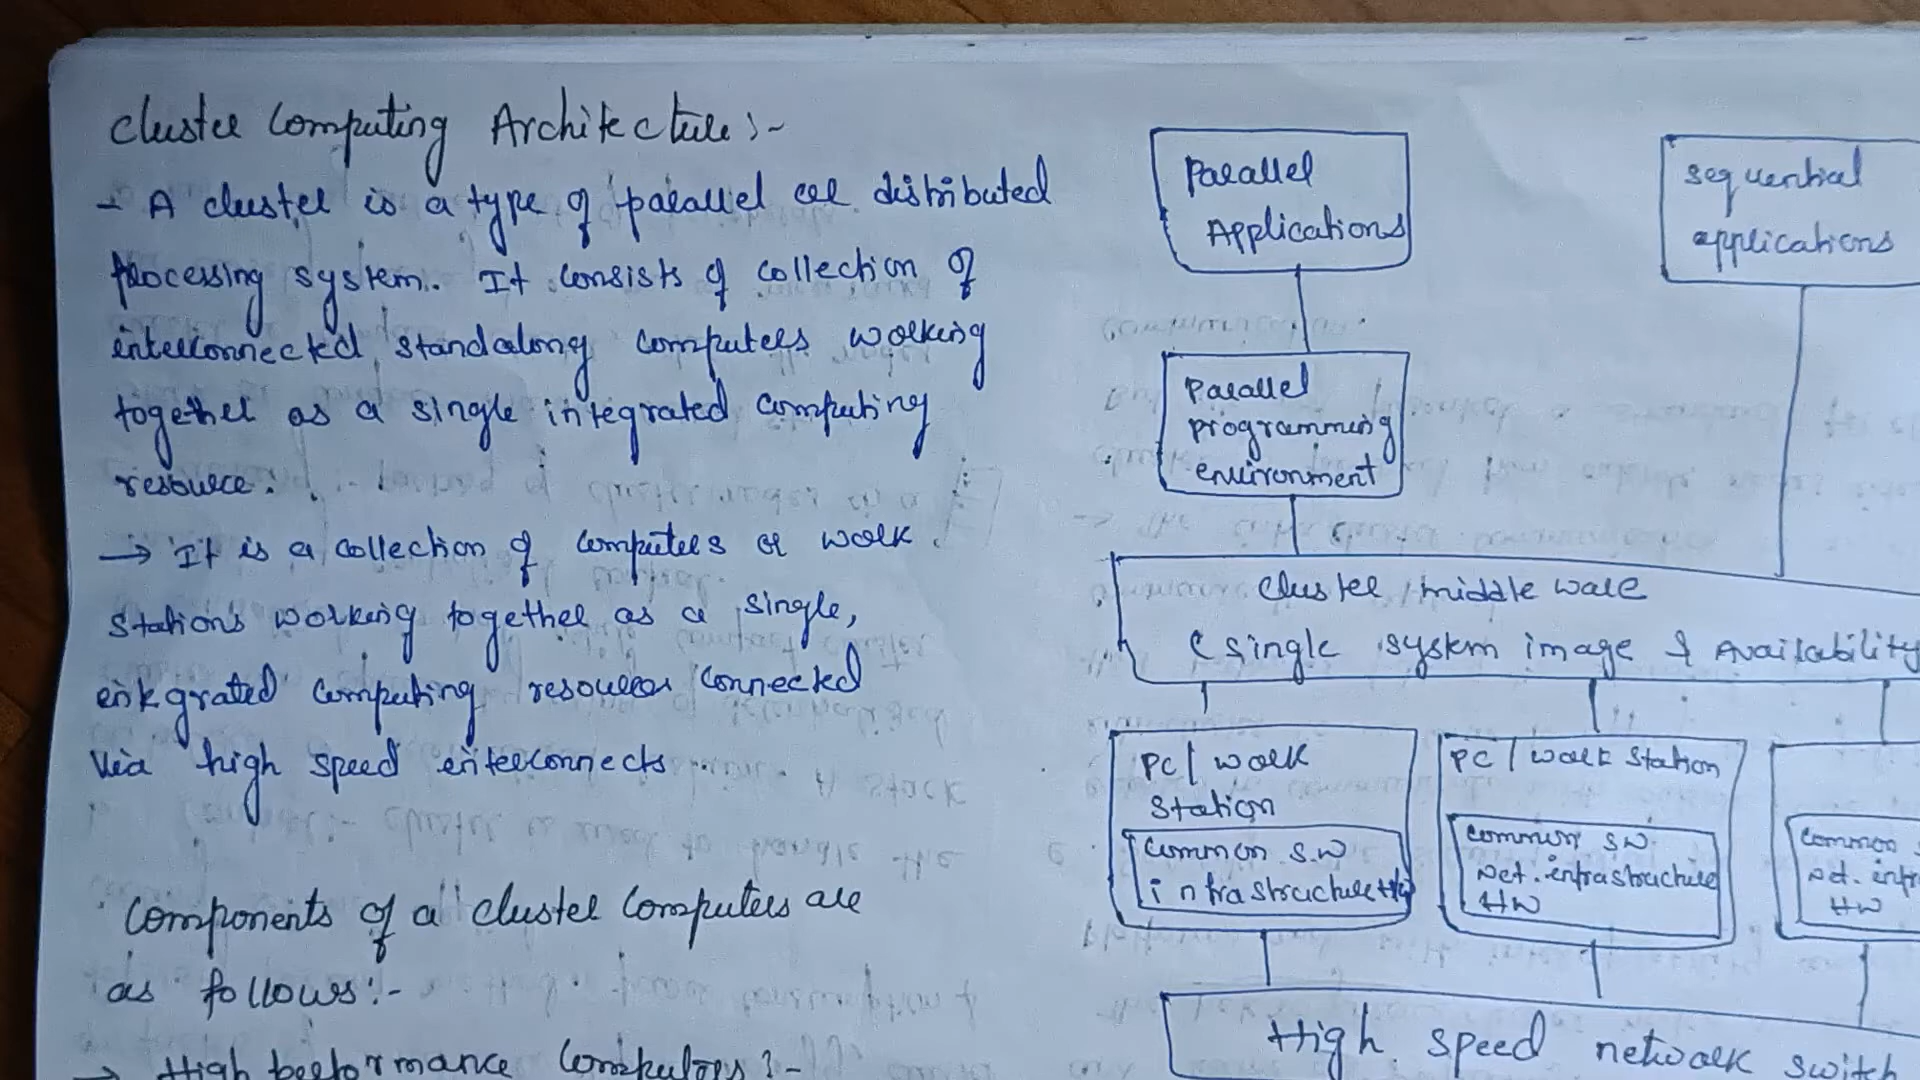 Cluster Computing Architecture :-
- A cluster is a type of parallel or distributed
processing system. It consists of collection of
interconnected standalong computers working
together as a single integrated computing
resource.
→ It is a collection of computers or work
stations working together as a single,
integrated computing resources connected
via high speed interconnects
Components of a cluster computers are
as follows:-
→ High performance Computers :-
Parallel
Applications
sequential
applications
Parallel
programming
environment
cluster middle ware
(single system image & Availability
PC/ work
station
Common S.W
infrastructure HW
PC / work station
Common SW
Net. infrastructure
HW
Common
Net. infr
HW
High speed network switch